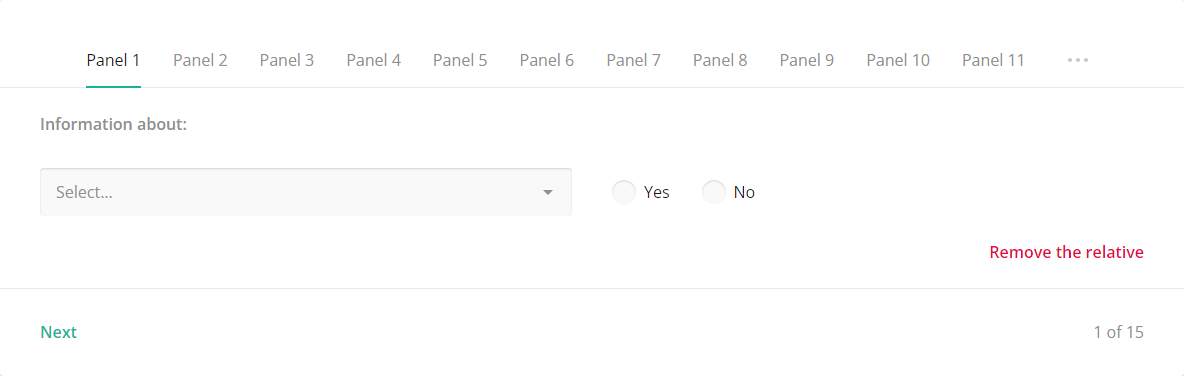 Panel 1 Panel 2 Panel 3 Panel 4 Panel 5 Panel 6 Panel 7 Panel 8 Panel 9 Panel 10 Panel 11 •••
Information about:
Select... Yes No
Remove the relative
Next 1 of 15